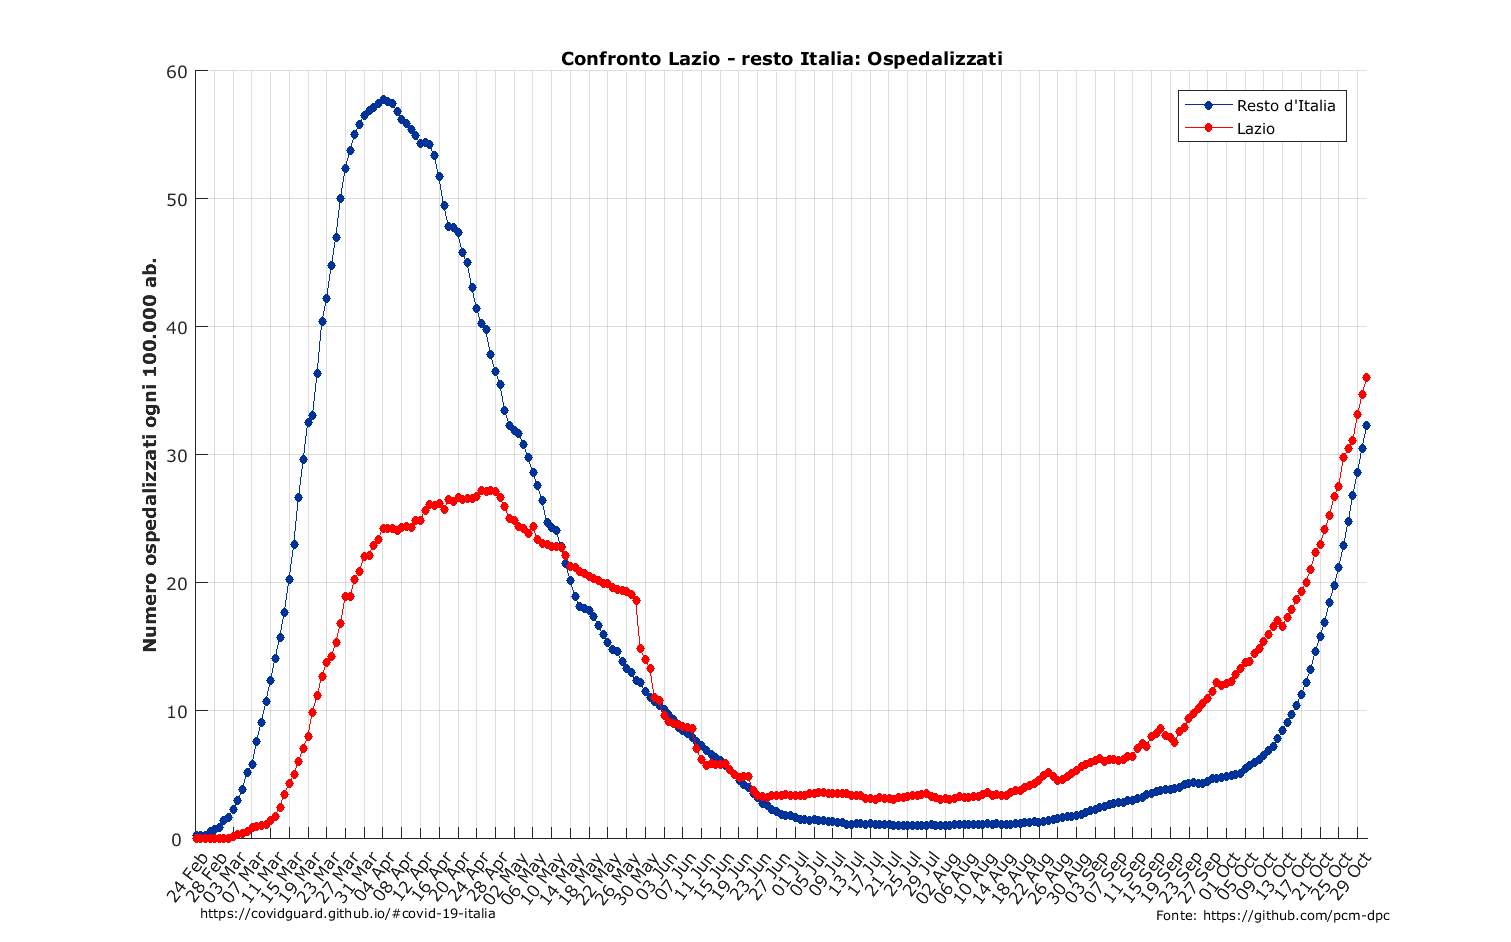 Confronto Lazio - resto Italia: Ospedalizzati
Resto d'Italia
Lazio
Numero ospedalizzati ogni 100.000 ab.
60
50
40
30
20
10
0
24 Feb
28 Feb
03 Mar
07 Mar
11 Mar
15 Mar
19 Mar
23 Mar
27 Mar
31 Mar
04 Apr
08 Apr
12 Apr
16 Apr
20 Apr
24 Apr
28 Apr
02 May
06 May
10 May
14 May
18 May
22 May
26 May
30 May
03 Jun
07 Jun
11 Jun
15 Jun
19 Jun
23 Jun
27 Jun
01 Jul
05 Jul
09 Jul
13 Jul
17 Jul
21 Jul
25 Jul
29 Jul
02 Aug
06 Aug
10 Aug
14 Aug
18 Aug
22 Aug
26 Aug
30 Aug
03 Sep
07 Sep
11 Sep
15 Sep
19 Sep
23 Sep
27 Sep
01 Oct
05 Oct
09 Oct
13 Oct
17 Oct
21 Oct
25 Oct
29 Oct
https://covidguard.github.io/#covid-19-italia
Fonte: https://github.com/pcm-dpc